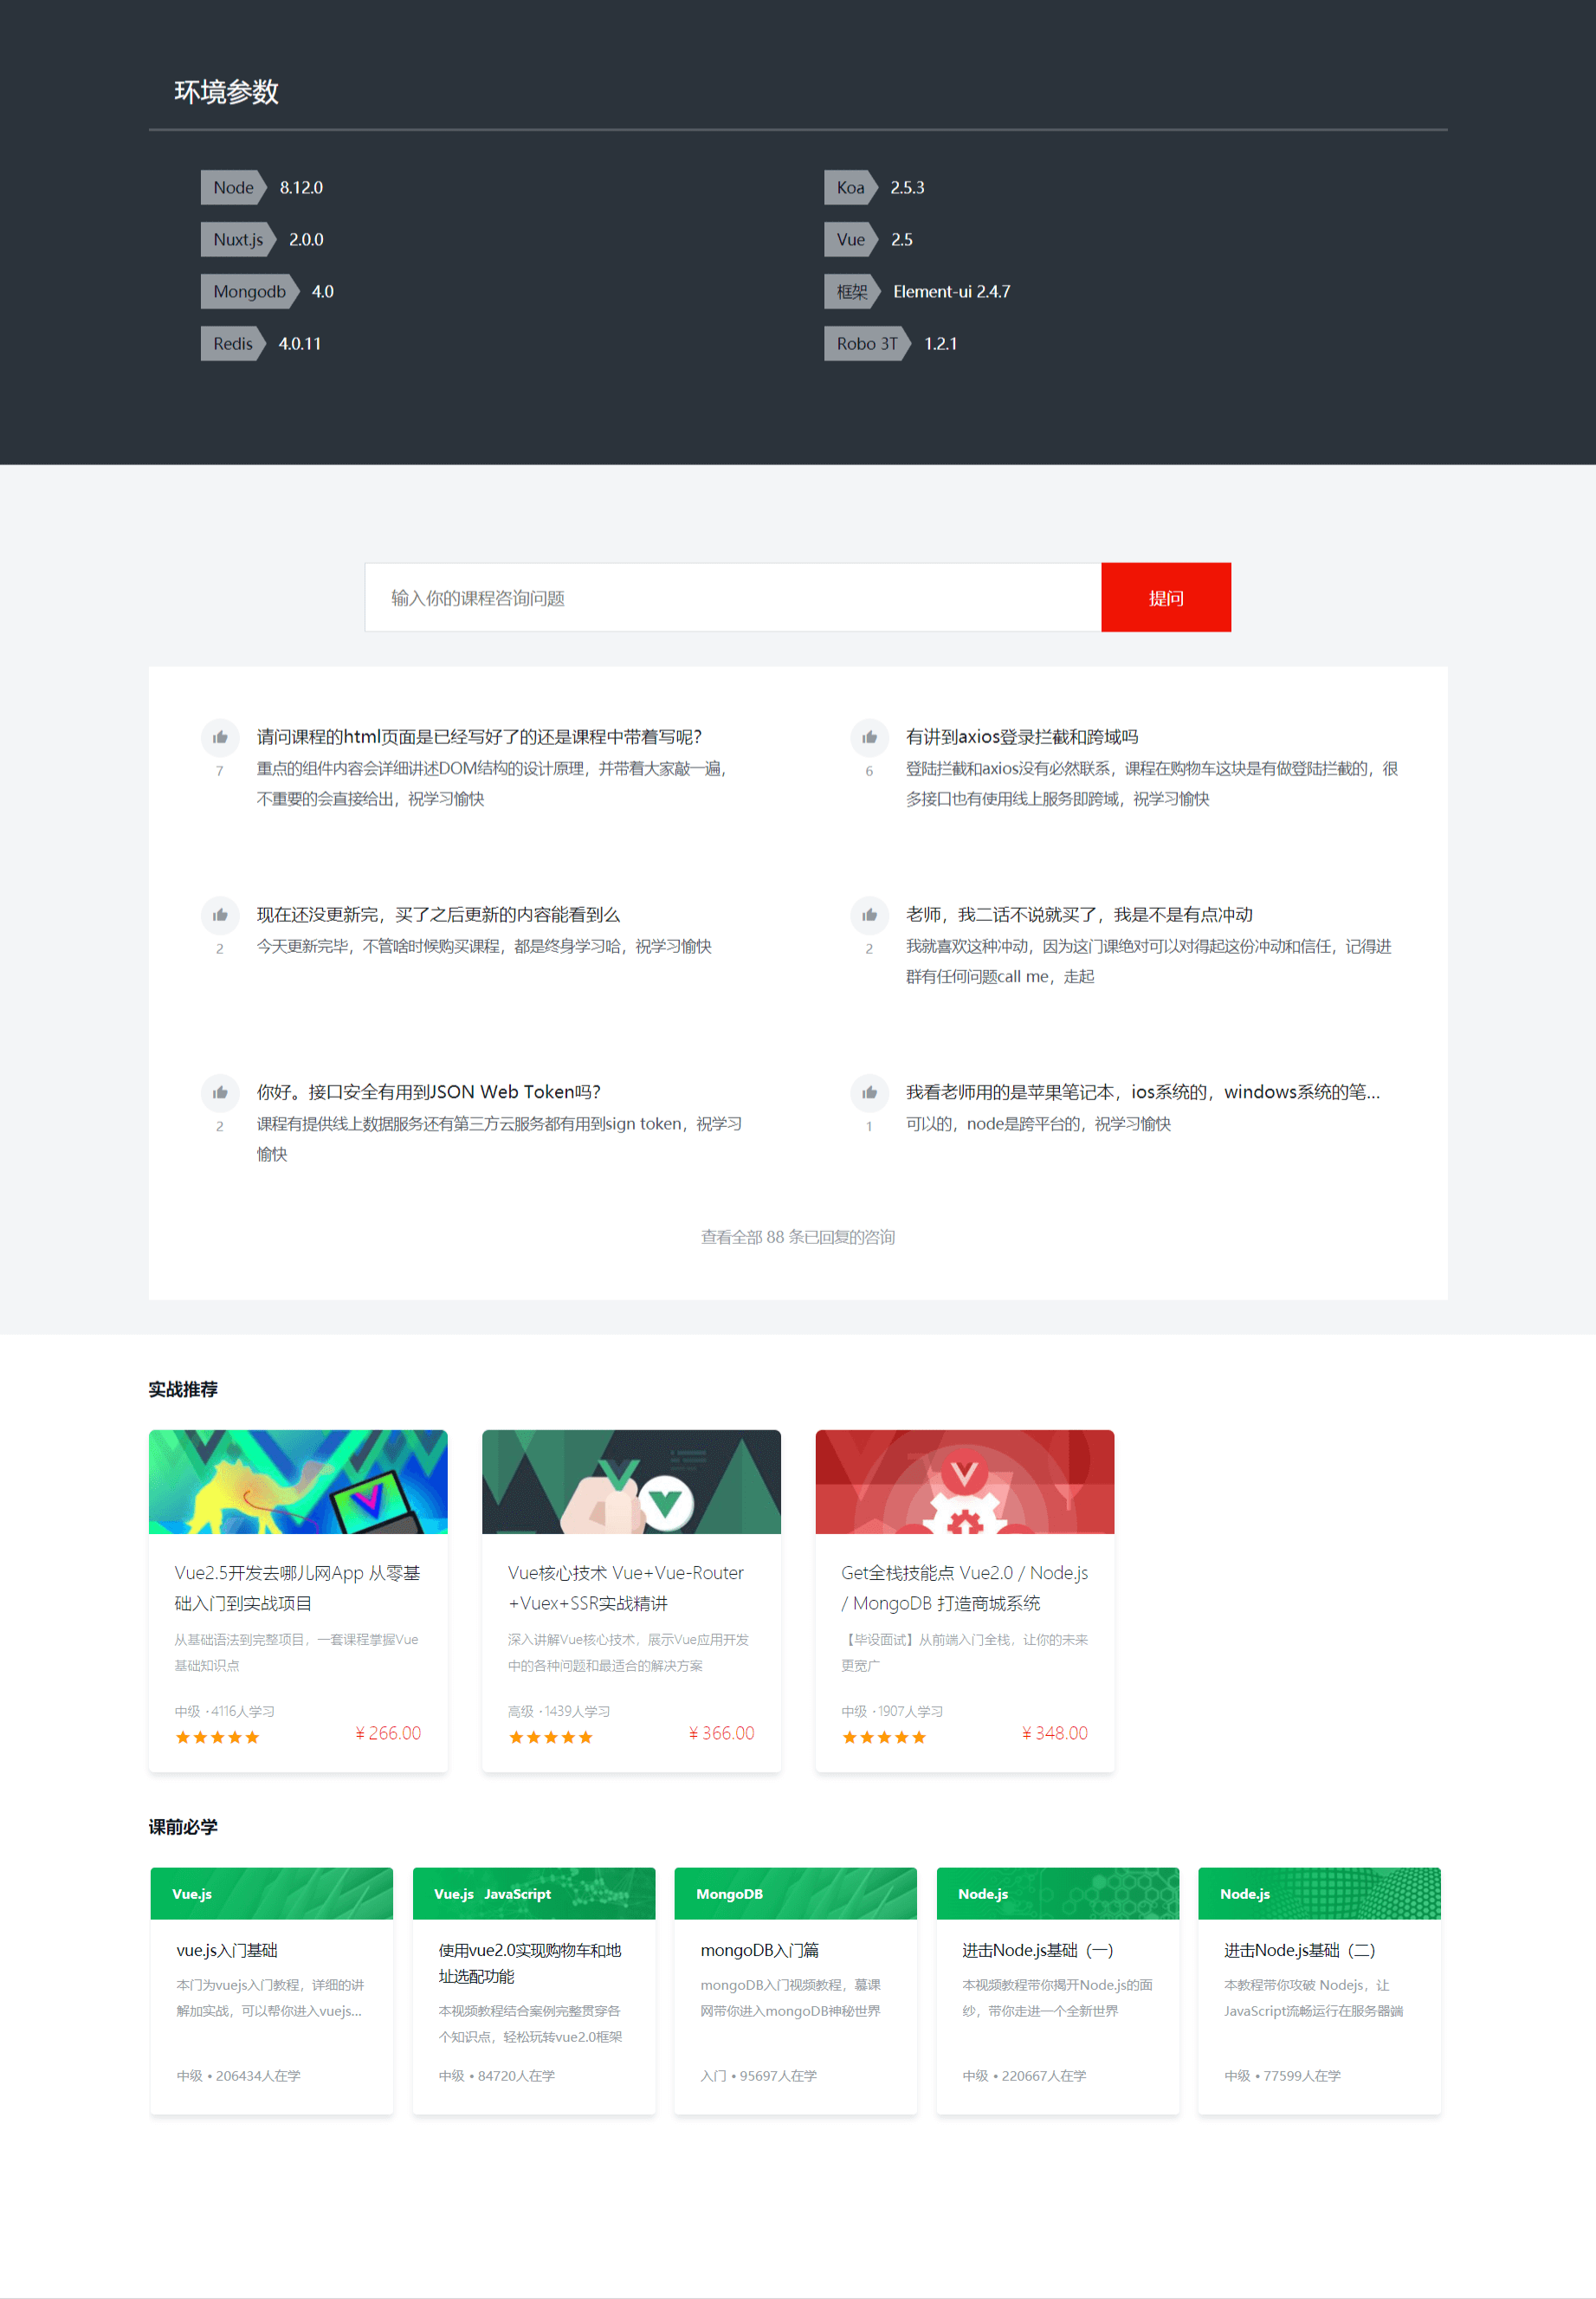 环境参数
Node 8.12.0
Koa 2.5.3
Nuxt.js 2.0.0
Vue 2.5
Mongodb 4.0
框架 Element-ui 2.4.7
Redis 4.0.11
Robo 3T 1.2.1
输入你的课程咨询问题
提问
请问课程的html页面是已经写好了的还是课程中带着写呢?
7
重点的组件内容会详细讲述DOM结构的设计原理，并带着大家敲一遍，
不重要的会直接给出，祝学习愉快
有讲到axios登录拦截和跨域吗
6
登陆拦截和axios没有必然联系，课程在购物车这块是有做登陆拦截的，很
多接口也有使用线上服务即跨域，祝学习愉快
现在还没更新完，买了之后更新的内容能看到么
2
今天更新完毕，不管啥时候购买课程，都是终身学习哈，祝学习愉快
老师，我二话不说就买了，我是不是有点冲动
2
我就喜欢这种冲动，因为这门课绝对可以对得起这份冲动和信任，记得进
群有任何问题call me，走起
你好。接口安全有用到JSON Web Token吗?
2
课程有提供线上数据服务还有第三方云服务都有用到sign token，祝学习
愉快
我看老师用的是苹果笔记本，ios系统的，windows系统的笔...
1
可以的，node是跨平台的，祝学习愉快
查看全部 88 条已回复的咨询
实战推荐
Vue2.5开发去哪儿网App 从零基
础入门到实战项目
从基础语法到完整项目，一套课程掌握Vue
基础知识点
中级 · 4116人学习
¥ 266.00
Vue核心技术 Vue+Vue-Router
+Vuex+SSR实战精讲
深入讲解Vue核心技术，展示Vue应用开发
中的各种问题和最适合的解决方案
高级 · 1439人学习
¥ 366.00
Get全栈技能点 Vue2.0 / Node.js
/ MongoDB 打造商城系统
【毕设面试】从前端入门全栈，让你的未来
更宽广
中级 · 1907人学习
¥ 348.00
课前必学
Vue.js
vue.js入门基础
本门为vuejs入门教程，详细的讲
解加实战，可以帮你进入vuejs...
中级 • 206434人在学
Vue.js JavaScript
使用vue2.0实现购物车和地
址选配功能
本视频教程结合案例完整贯穿各
个知识点，轻松玩转vue2.0框架
中级 • 84720人在学
MongoDB
mongoDB入门篇
mongoDB入门视频教程，慕课
网带你进入mongoDB神秘世界
入门 • 95697人在学
Node.js
进击Node.js基础（一）
本视频教程带你揭开Node.js的面
纱，带你走进一个全新世界
中级 • 220667人在学
Node.js
进击Node.js基础（二）
本教程带你攻破 Nodejs，让
JavaScript流畅运行在服务器端
中级 • 77599人在学